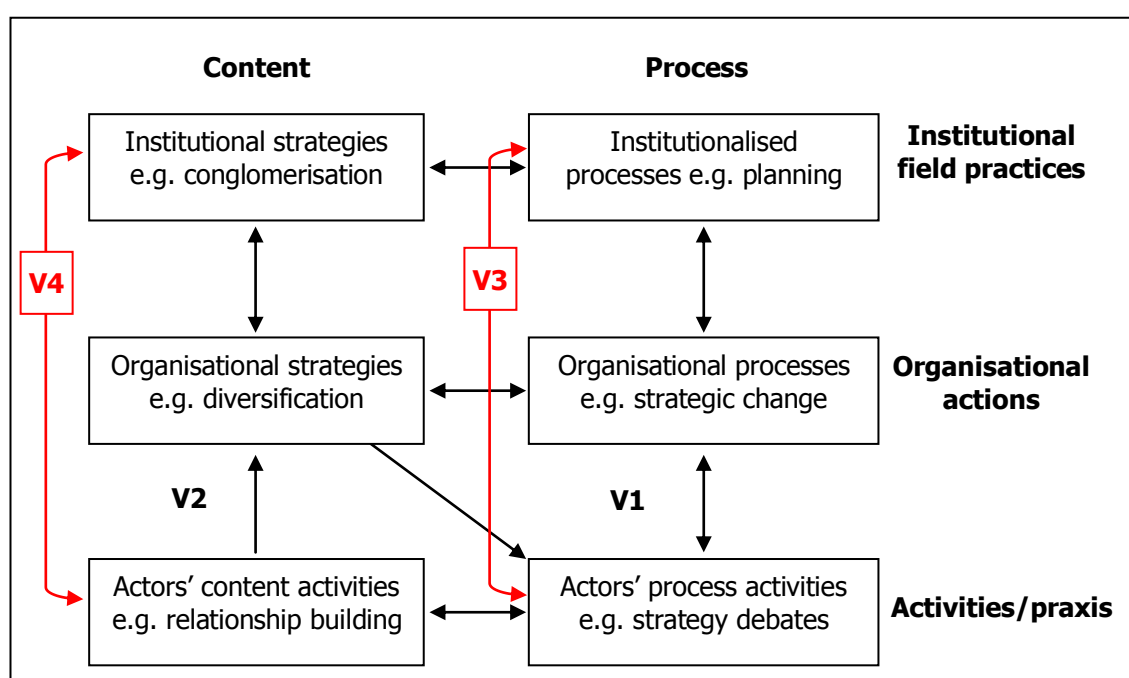 Content
Process
Institutional strategies
e.g. conglomerisation
Institutionalised
processes e.g. planning
Institutional
field practices
V4
V3
Organisational strategies
e.g. diversification
Organisational processes
e.g. strategic change
Organisational
actions
V2
V1
Actors’ content activities
e.g. relationship building
Actors’ process activities
e.g. strategy debates
Activities/praxis